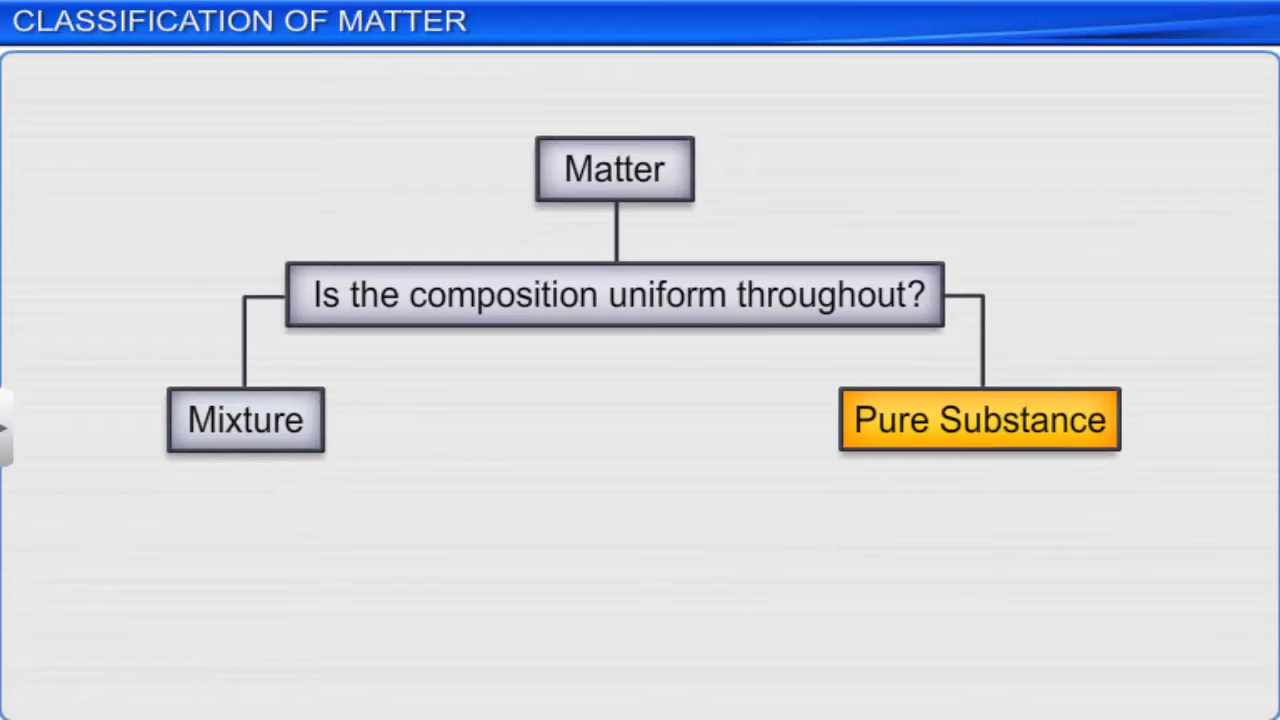 CLASSIFICATION OF MATTER
Matter
Is the composition uniform throughout?
Mixture
Pure Substance